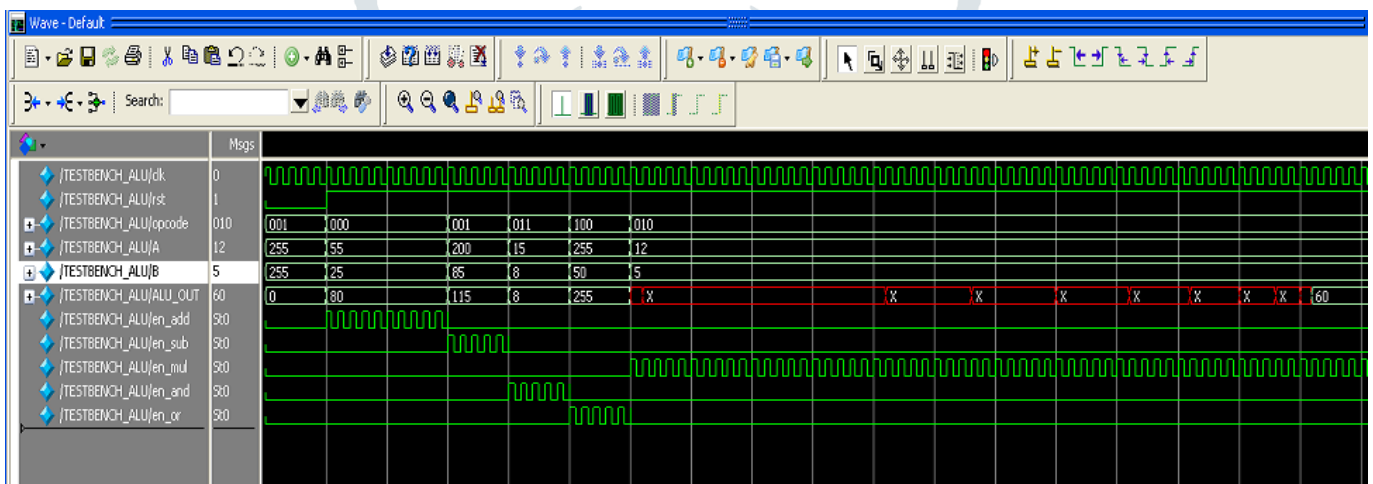 Wave - Default
Search:
Msgs
/TESTBENCH_ALU/clk 0
/TESTBENCH_ALU/rst 1
/TESTBENCH_ALU/opcode 010 001 000 001 011 100 010
/TESTBENCH_ALU/A 12 255 55 200 15 255 12
/TESTBENCH_ALU/B 5 255 25 85 8 50 5
/TESTBENCH_ALU/ALU_OUT 60 0 80 115 8 255 X X X X X X X X 60
/TESTBENCH_ALU/en_add St0
/TESTBENCH_ALU/en_sub St0
/TESTBENCH_ALU/en_mul St0
/TESTBENCH_ALU/en_and St0
/TESTBENCH_ALU/en_or St0